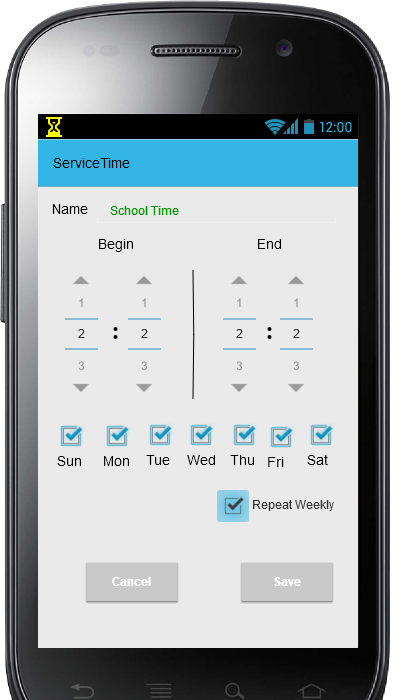 12:00
ServiceTime
Name School Time
Begin End
1 1 1 1
2 : 2 2 : 2
3 3 3 3
Sun Mon Tue Wed Thu Fri Sat
Repeat Weekly
Cancel Save